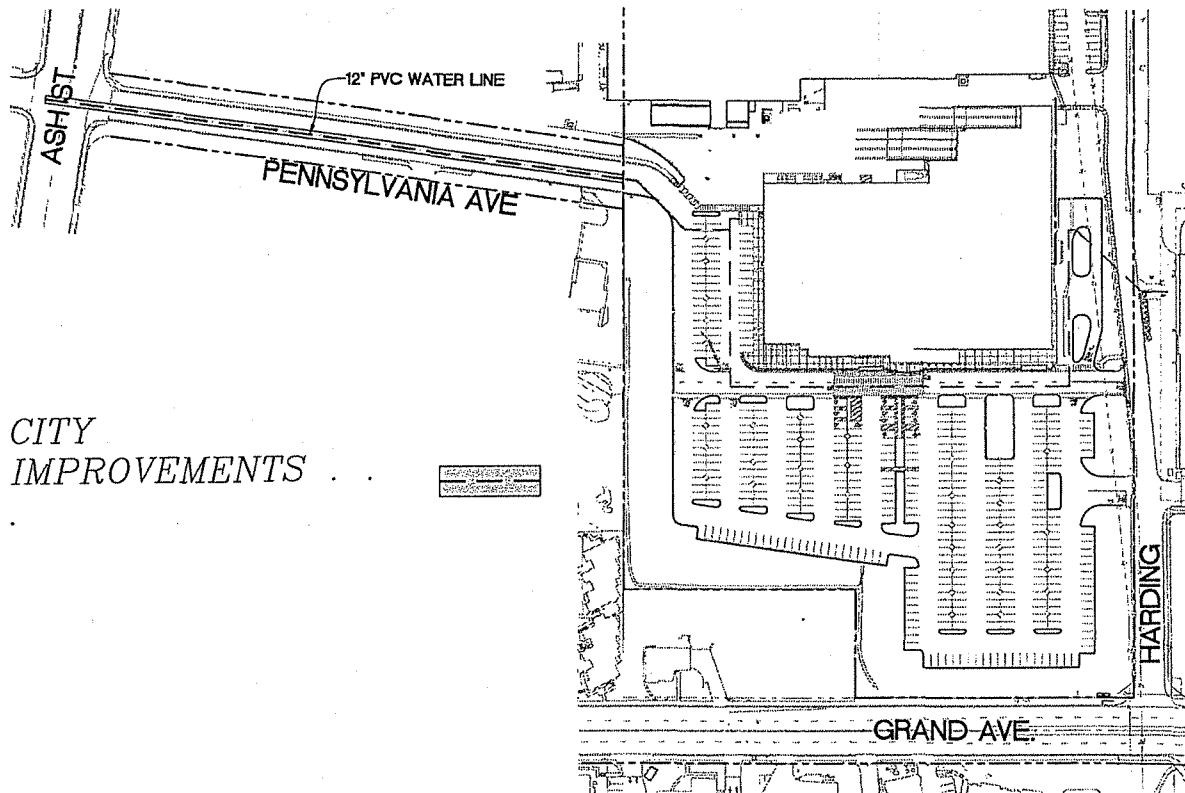 12" PVC WATER LINE
ASH ST.
PENNSYLVANIA AVE
CITY
IMPROVEMENTS . .
.
HARDING
GRAND AVE.